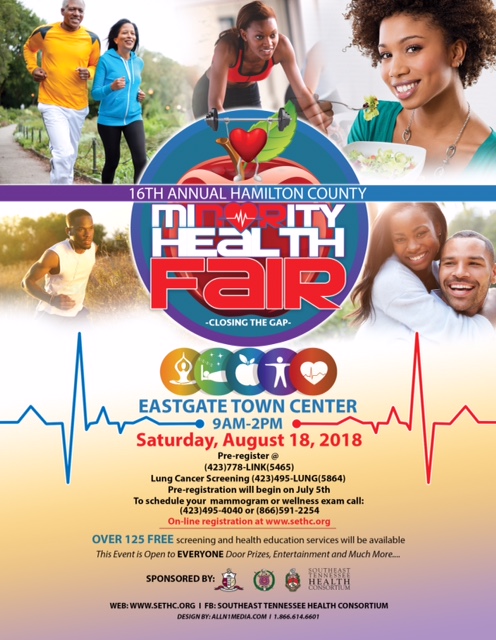 16TH ANNUAL HAMILTON COUNTY
MINORITY
HEALTH
FAIR
-CLOSING THE GAP-
EASTGATE TOWN CENTER
9AM-2PM
Saturday, August 18, 2018
Pre-register @
(423)778-LINK(5465)
Lung Cancer Screening (423)495-LUNG(5864)
Pre-registration will begin on July 5th
To schedule your mammogram or wellness exam call:
(423)495-4040 or (866)591-2254
On-line registration at www.sethc.org
OVER 125 FREE screening and health education services will be available
This Event is Open to EVERYONE Door Prizes, Entertainment and Much More....
SPONSORED BY:
SOUTHEAST
TENNESSEE
HEALTH
CONSORTIUM
WEB: WWW.SETHC.ORG I FB: SOUTHEAST TENNESSEE HEALTH CONSORTIUM
DESIGN BY: ALLN1MEDIA.COM I 1.866.614.6601